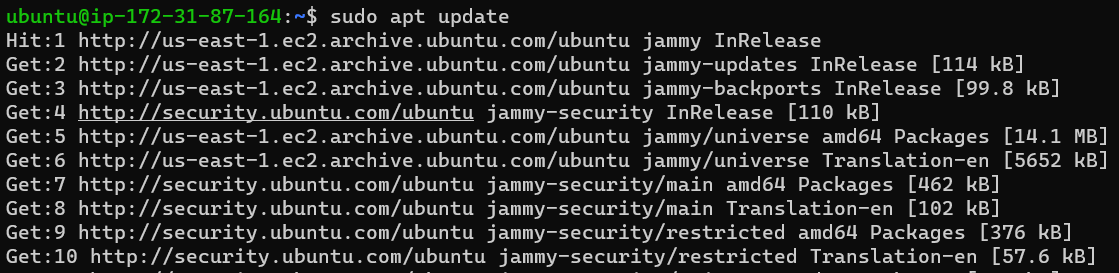 ubuntu@ip-172-31-87-164:~$ sudo apt update
Hit:1 http://us-east-1.ec2.archive.ubuntu.com/ubuntu jammy InRelease
Get:2 http://us-east-1.ec2.archive.ubuntu.com/ubuntu jammy-updates InRelease [114 kB]
Get:3 http://us-east-1.ec2.archive.ubuntu.com/ubuntu jammy-backports InRelease [99.8 kB]
Get:4 http://security.ubuntu.com/ubuntu jammy-security InRelease [110 kB]
Get:5 http://us-east-1.ec2.archive.ubuntu.com/ubuntu jammy/universe amd64 Packages [14.1 MB]
Get:6 http://us-east-1.ec2.archive.ubuntu.com/ubuntu jammy/universe Translation-en [5652 kB]
Get:7 http://security.ubuntu.com/ubuntu jammy-security/main amd64 Packages [462 kB]
Get:8 http://security.ubuntu.com/ubuntu jammy-security/main Translation-en [102 kB]
Get:9 http://security.ubuntu.com/ubuntu jammy-security/restricted amd64 Packages [376 kB]
Get:10 http://security.ubuntu.com/ubuntu jammy-security/restricted Translation-en [57.6 kB]